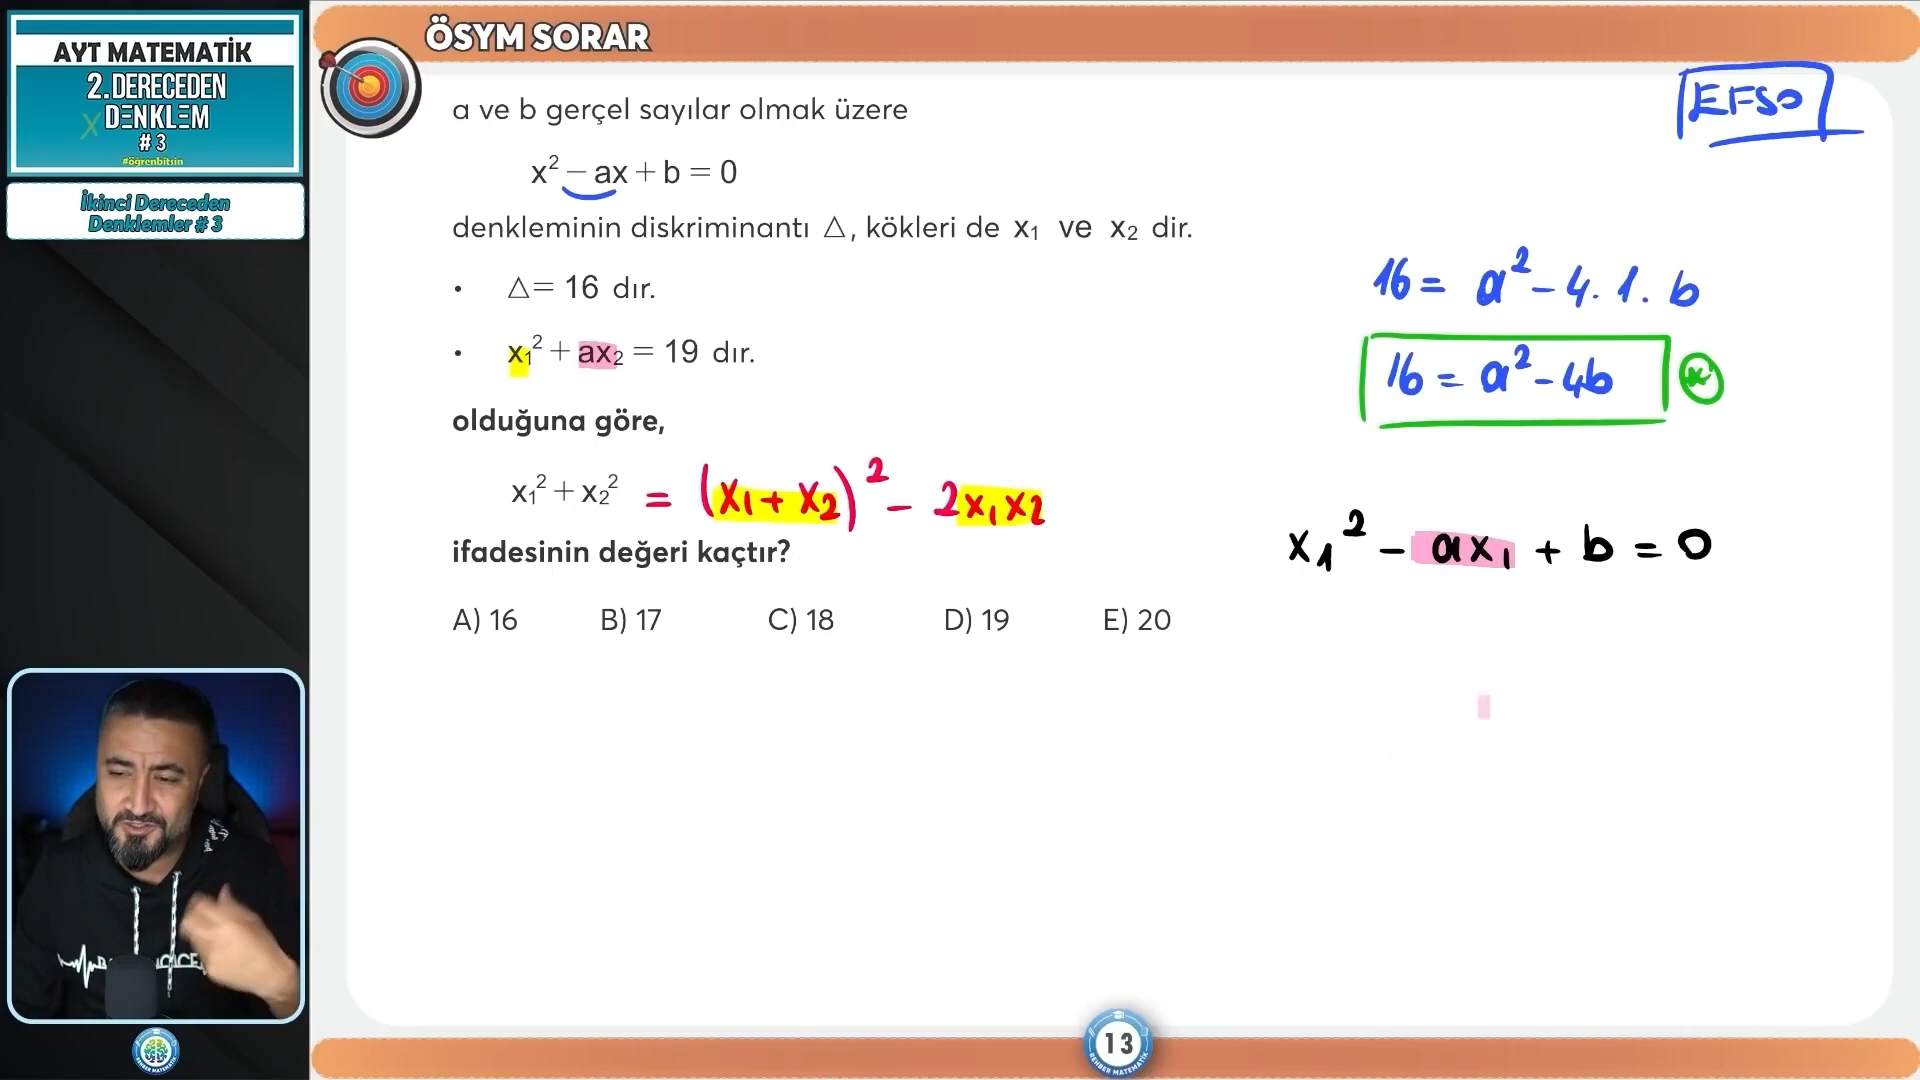 AYT MATEMATİK
2. DERECEDEN
DENKLEM
# 3
#öğrenbitsin
İkinci Dereceden
Denklemler # 3
ÖSYM SORAR
EFSO
a ve b gerçel sayılar olmak üzere
x² − ax + b = 0
denkleminin diskriminantı △, kökleri de x₁ ve x₂ dir.
• △= 16 dır.
• x₁² + ax₂ = 19 dır.
olduğuna göre,
x₁² + x₂² = (x₁ + x₂)² − 2x₁x₂
ifadesinin değeri kaçtır?
A) 16 B) 17 C) 18 D) 19 E) 20
16 = a² − 4 . 1 . b
16 = a² − 4b
x₁² − ax₁ + b = 0
13
REHBER MATEMATİK